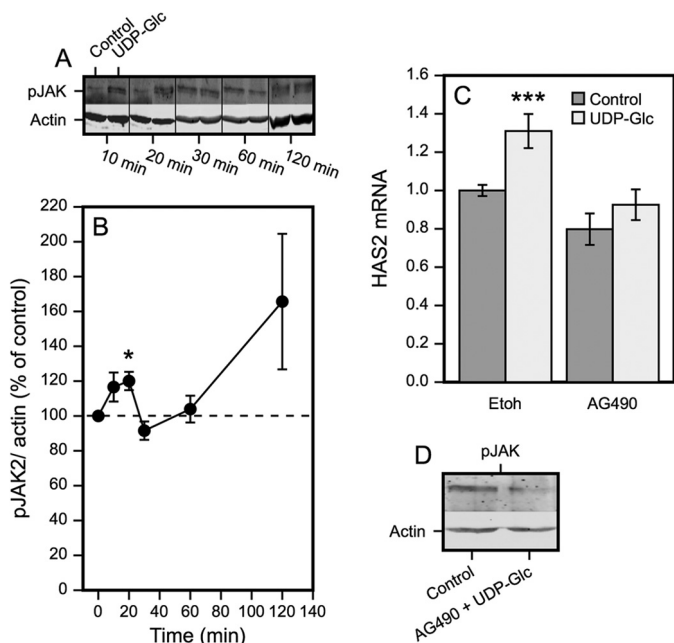 A
Control
UDP-Glc
pJAK
Actin
10 min
20 min
30 min
60 min
120 min
B
pJAK2/ actin (% of control)
220
200
180
160
140
120
100
80
60
40
20
0
*
0 20 40 60 80 100 120 140
Time (min)
C
HAS2 mRNA
1.6
1.4
1.2
1.0
0.8
0.6
0.4
0.2
0.0
***
Control
UDP-Glc
Etoh AG490
D
pJAK
Actin
Control
AG490 + UDP-Glc